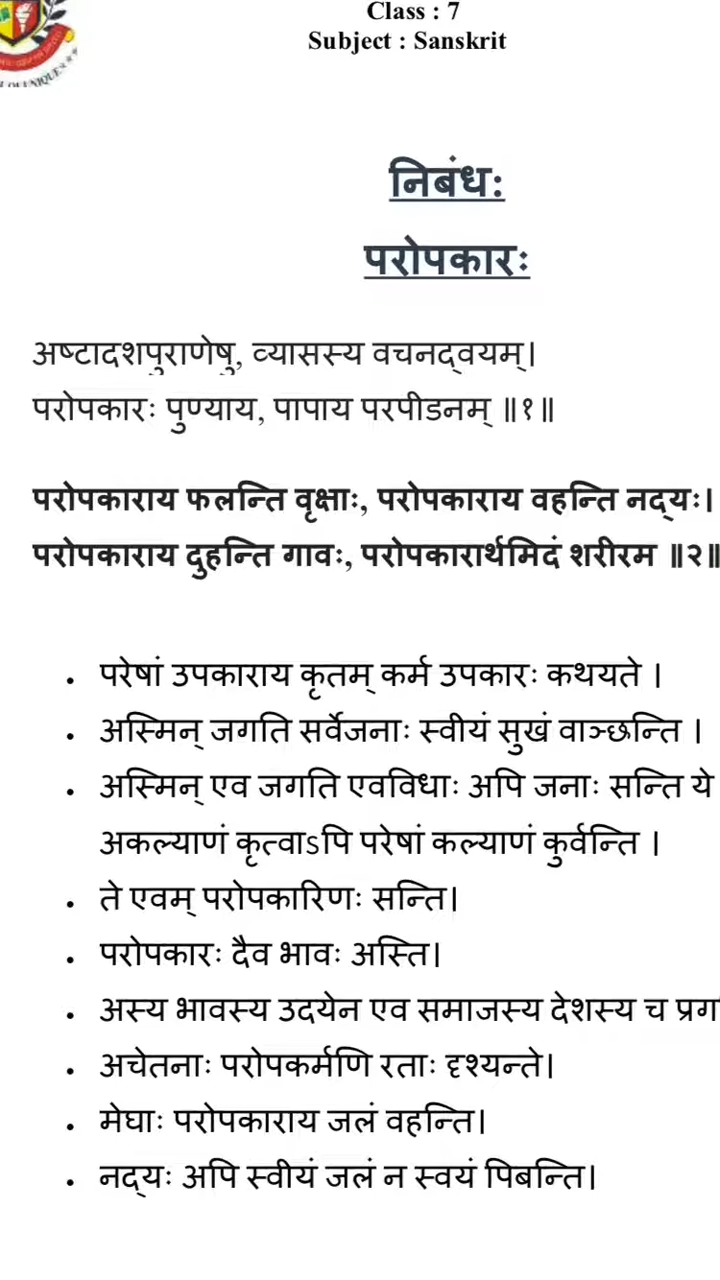 Class : 7
Subject : Sanskrit
निबंध:
परोपकारः
अष्टादशपुराणेषु, व्यासस्य वचनद्वयम्।
परोपकारः पुण्याय, पापाय परपीडनम् ॥१॥
परोपकाराय फलन्ति वृक्षाः, परोपकाराय वहन्ति नद्यः।
परोपकाराय दुहन्ति गावः, परोपकारार्थमिदं शरीरम ॥२॥
• परेषां उपकाराय कृतम् कर्म उपकारः कथयते ।
• अस्मिन् जगति सर्वेजनाः स्वीयं सुखं वाञ्छन्ति ।
• अस्मिन् एव जगति एवविधाः अपि जनाः सन्ति ये
अकल्याणं कृत्वाऽपि परेषां कल्याणं कुर्वन्ति ।
• ते एवम् परोपकारिणः सन्ति।
• परोपकारः दैव भावः अस्ति।
• अस्य भावस्य उदयेन एव समाजस्य देशस्य च
• अचेतनाः परोपकर्मणि रताः दृश्यन्ते।
• मेघाः परोपकाराय जलं वहन्ति।
• नद्यः अपि स्वीयं जलं न स्वयं पिबन्ति।